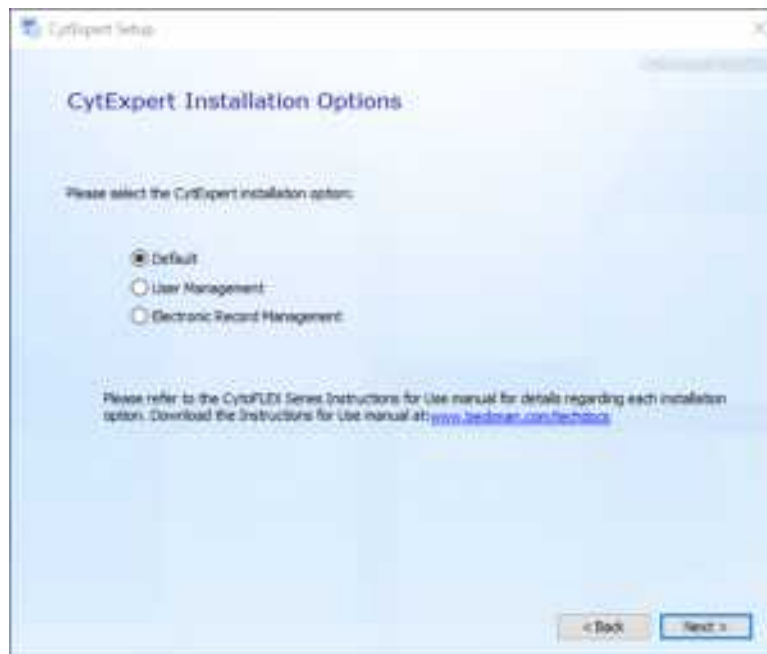 CytExpert Setup
CytExpert Installation Options
Please select the CytExpert installation option:
Default
User Management
Electronic Record Management
Please refer to the CytoFLEX Series Instructions for Use manual for details regarding each installation
option. Download the Instructions for Use manual at: www.beckman.com/techdocs
< Back
Next >